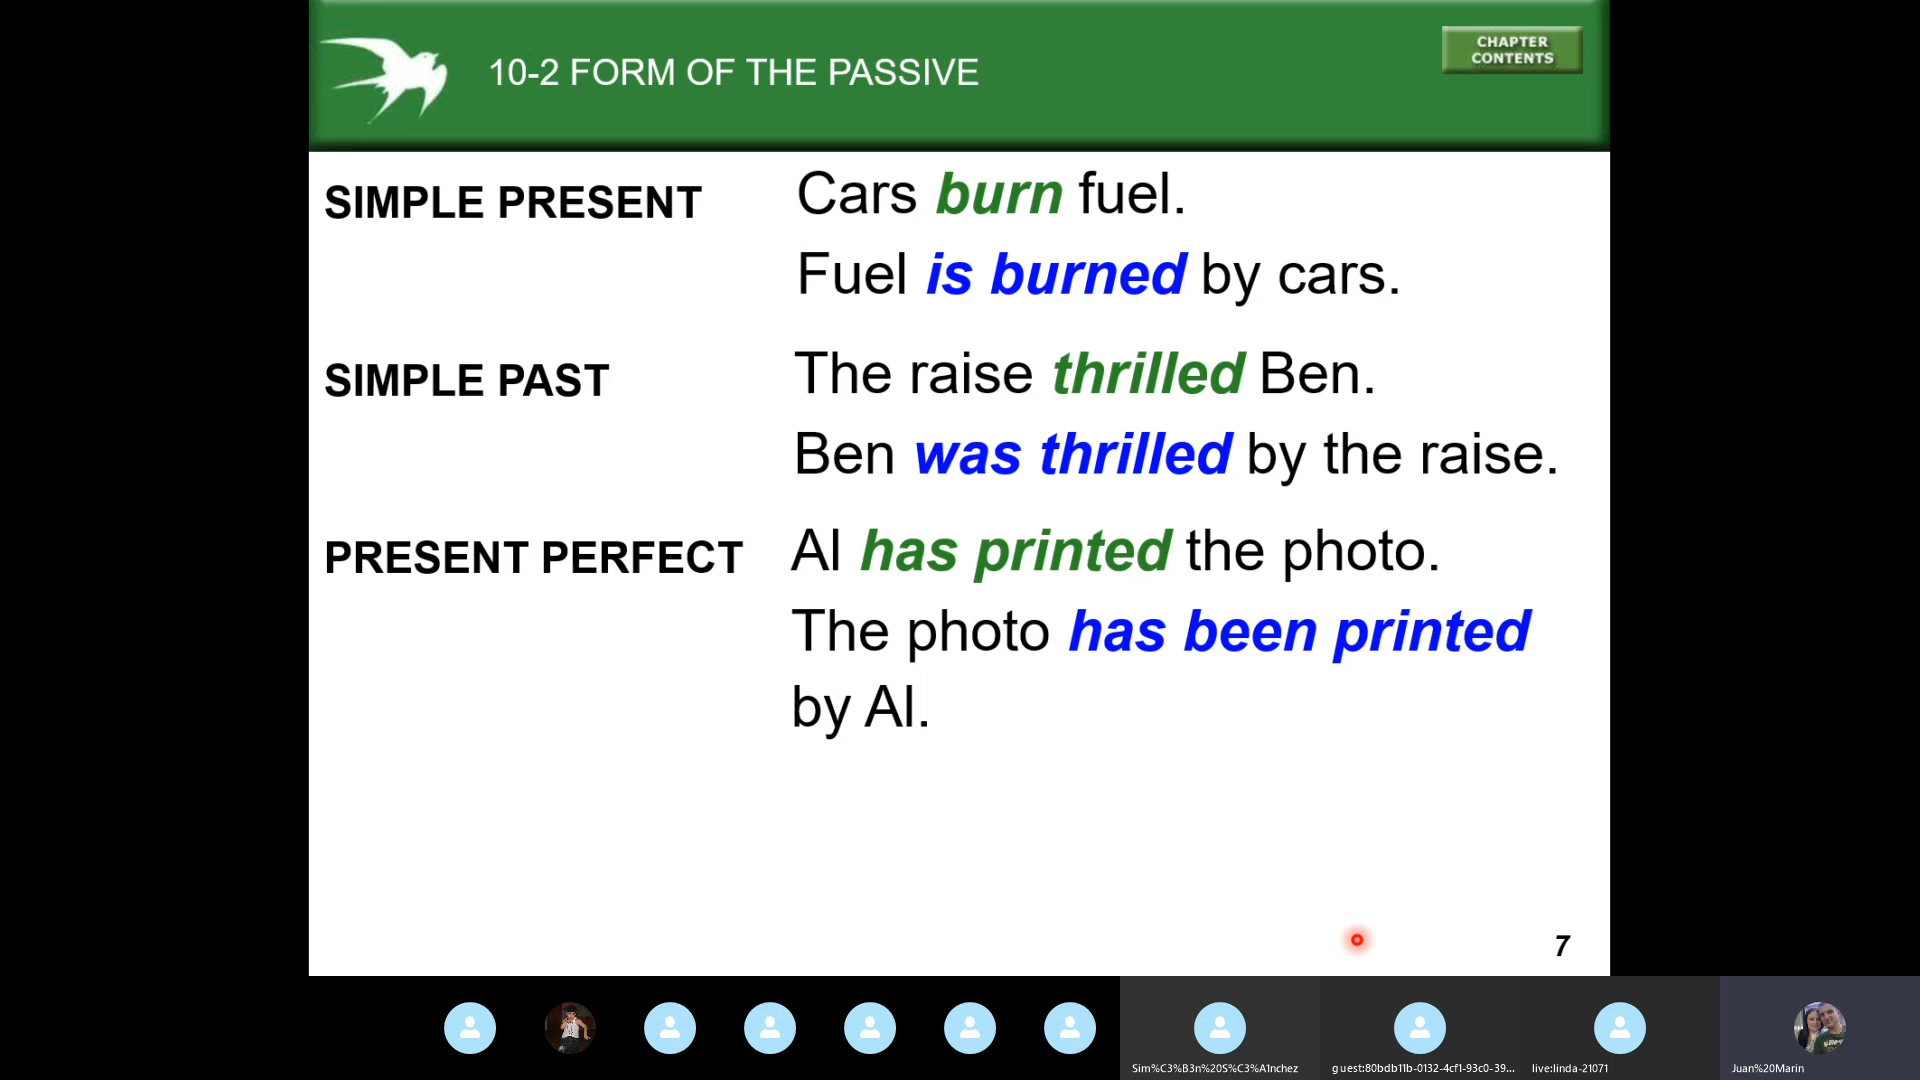 10-2 FORM OF THE PASSIVE
CHAPTER
CONTENTS
SIMPLE PRESENT
Cars burn fuel.
Fuel is burned by cars.
SIMPLE PAST
The raise thrilled Ben.
Ben was thrilled by the raise.
PRESENT PERFECT
Al has printed the photo.
The photo has been printed
by Al.
7
Sim%C3%B3n%20S%C3%A1nchez
guest:80bdb11b-0132-4cf1-93c0-39...
live:linda-21071
Juan%20Marin